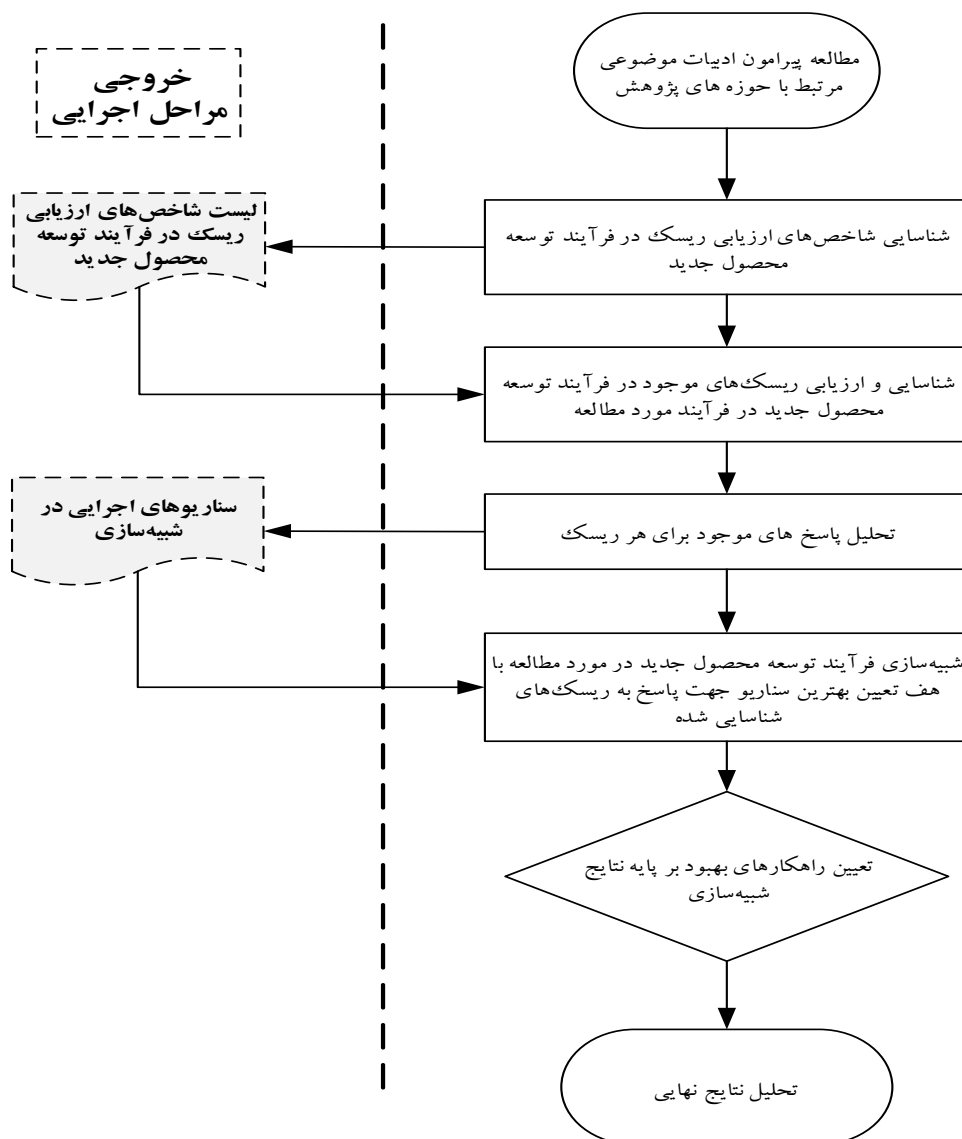 خروجی
مراحل اجرایی
مطالعه پیرامون ادبیات موضوعی
مرتبط با حوزه های پژوهش
لیست شاخص‌های ارزیابی
ریسک در فرآیند توسعه
محصول جدید
شناسایی شاخص‌های ارزیابی ریسک در فرآیند توسعه
محصول جدید
شناسایی و ارزیابی ریسک‌های موجود در فرآیند توسعه
محصول جدید در فرآیند مورد مطالعه
سناریوهای اجرایی در
شبیه‌سازی
تحلیل پاسخ های موجود برای هر ریسک
شبیه‌سازی فرآیند توسعه محصول جدید در مورد مطالعه با
هف تعیین بهترین سناریو جهت پاسخ به ریسک‌های
شناسایی شده
تعیین راهکارهای بهبود بر پایه نتایج
شبیه‌سازی
تحلیل نتایج نهایی